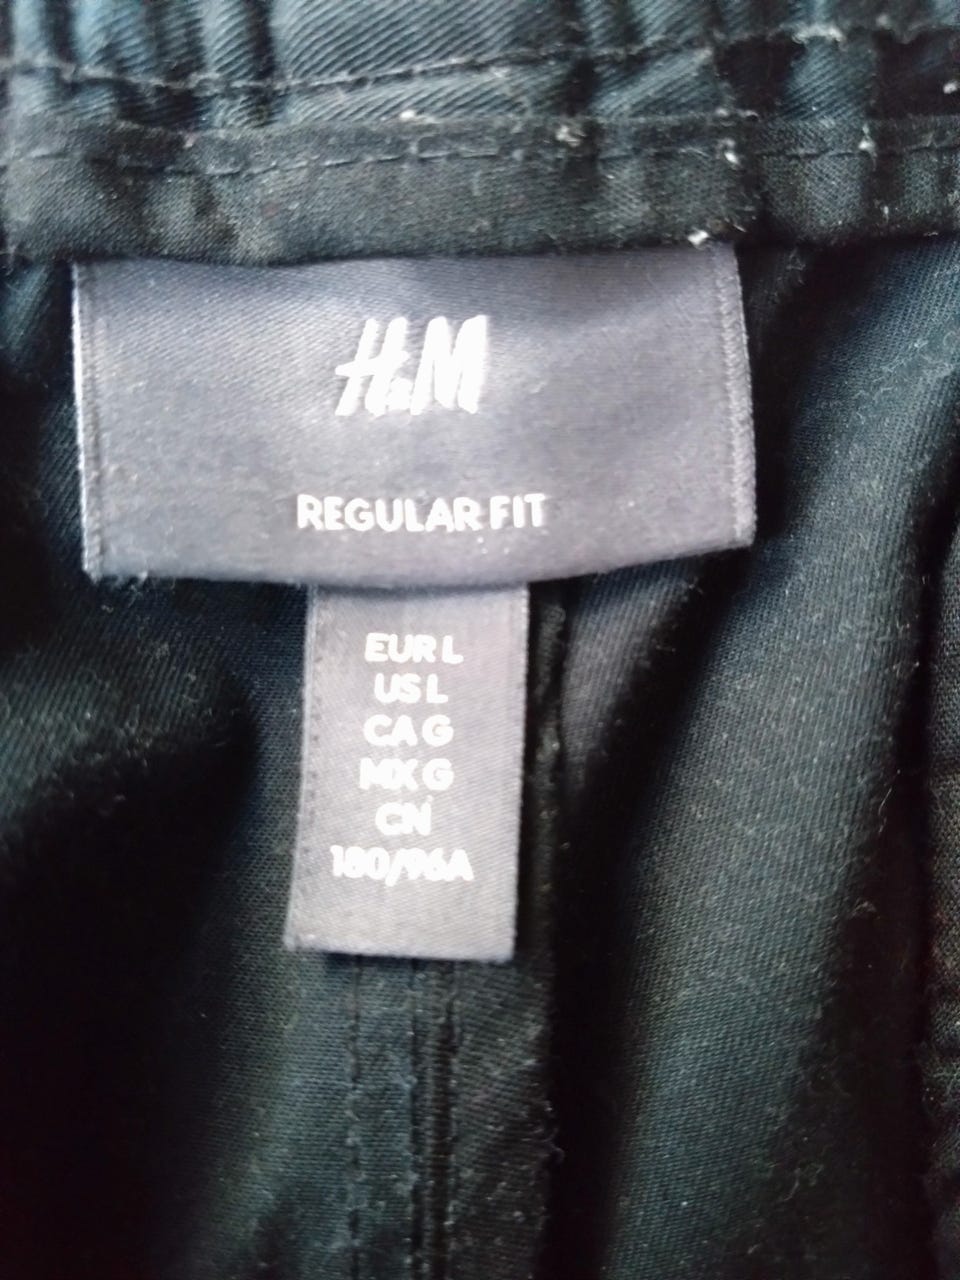 H&M
REGULAR FIT
EUR L
US L
CA G
MX G
CN
180/96A